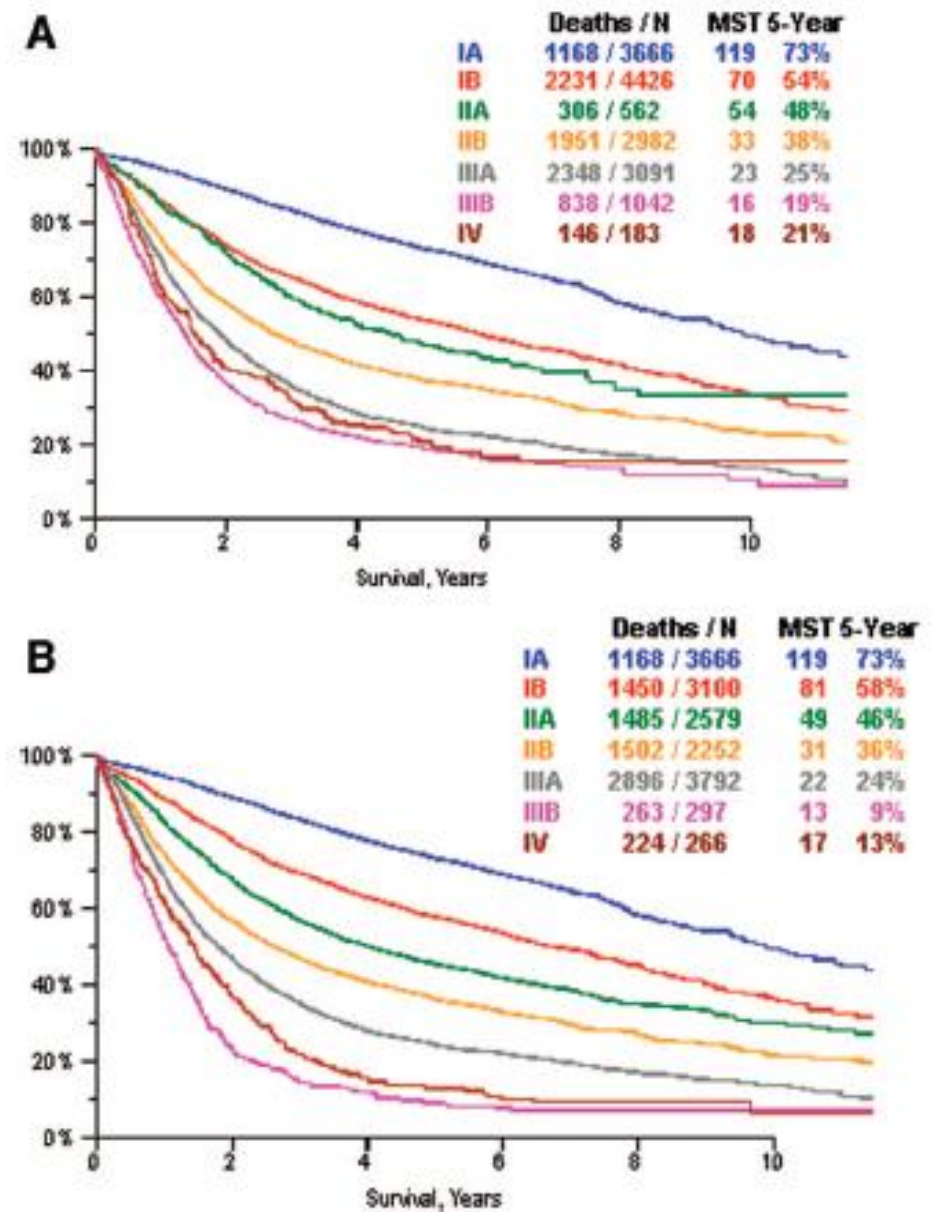 A
Deaths / N MST 5-Year
IA 1168 / 3666 119 73%
IB 2231 / 4426 70 54%
IIA 306 / 562 54 48%
IIB 1951 / 2982 33 38%
IIIA 2348 / 3091 23 25%
IIIB 838 / 1042 16 19%
IV 146 / 183 18 21%
100%
80%
60%
40%
20%
0%
0 2 4 6 8 10
Survival, Years
B
Deaths / N MST 5-Year
IA 1168 / 3666 119 73%
IB 1450 / 3100 81 58%
IIA 1485 / 2579 49 46%
IIB 1502 / 2252 31 36%
IIIA 2896 / 3792 22 24%
IIIB 263 / 297 13 9%
IV 224 / 266 17 13%
100%
80%
60%
40%
20%
0%
0 2 4 6 8 10
Survival, Years